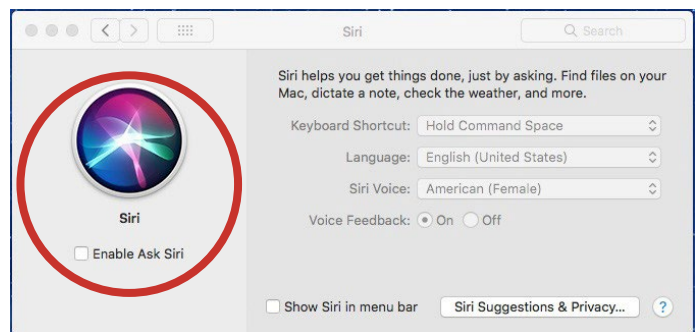 Siri
Search
Siri helps you get things done, just by asking. Find files on your
Mac, dictate a note, check the weather, and more.
Keyboard Shortcut: Hold Command Space
Language: English (United States)
Siri Voice: American (Female)
Voice Feedback: On Off
Siri
Enable Ask Siri
Show Siri in menu bar Siri Suggestions & Privacy... ?